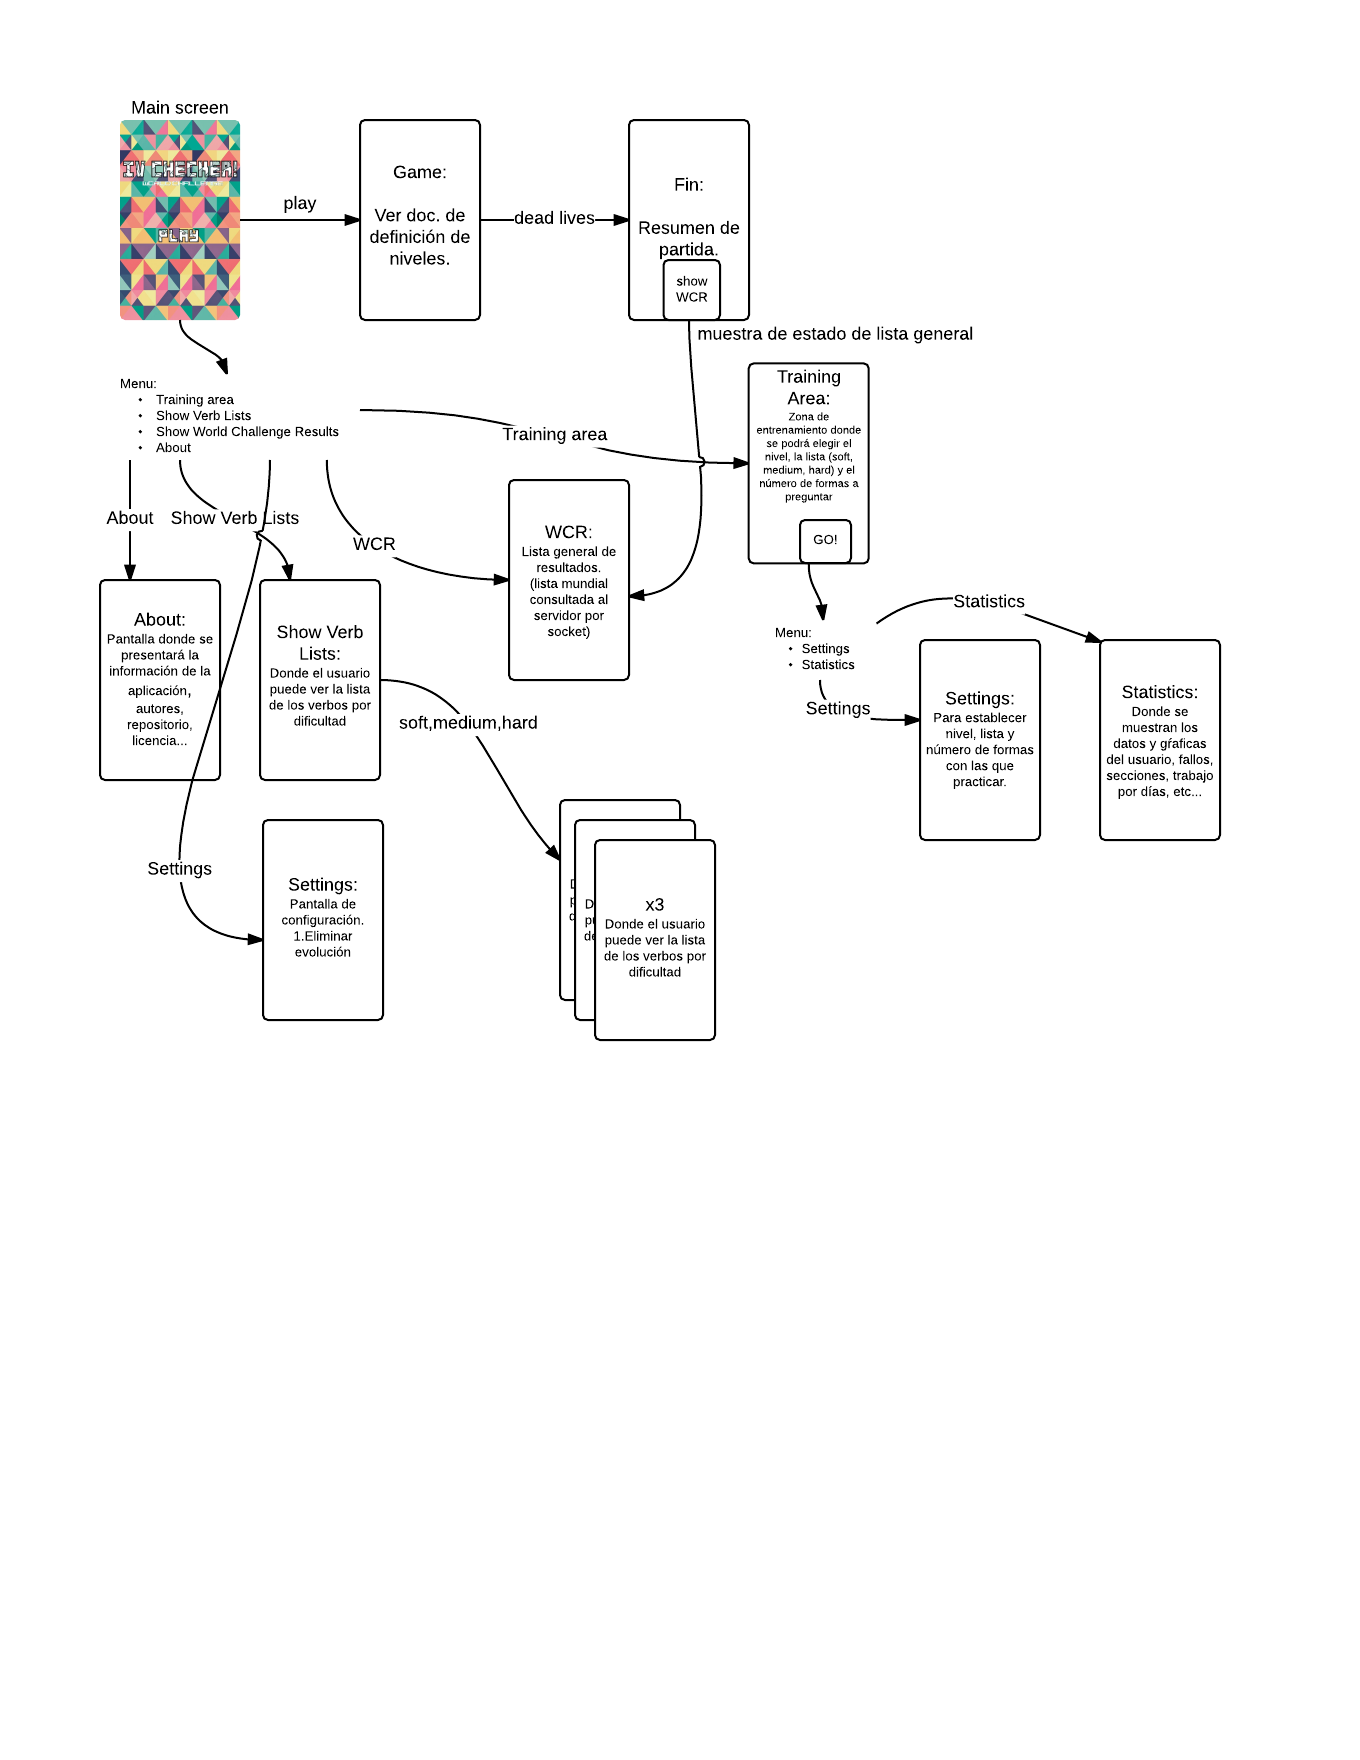 Main screen
IV CHECKER!
PLAY
play
Game:
Ver doc. de
definición de
niveles.
dead lives
Fin:
Resumen de
partida.
show
WCR
muestra de estado de lista general
Menu:
• Training area
• Show Verb Lists
• Show World Challenge Results
• About
Training area
Training
Area:
Zona de
entrenamiento donde
se podrá elegir el
nivel, la lista (soft,
medium, hard) y el
número de formas a
preguntar
GO!
About
Show Verb Lists
WCR
WCR:
Lista general de
resultados.
(lista mundial
consultada al
servidor por
socket)
About:
Pantalla donde se
presentará la
información de la
aplicación,
autores,
repositorio,
licencia...
Show Verb
Lists:
Donde el usuario
puede ver la lista
de los verbos por
dificultad
soft,medium,hard
Menu:
• Settings
• Statistics
Statistics
Settings
Settings:
Para establecer
nivel, lista y
número de formas
con las que
practicar.
Statistics:
Donde se
muestran los
datos y gŕaficas
del usuario, fallos,
secciones, trabajo
por días, etc...
Settings
Settings:
Pantalla de
configuración.
1.Eliminar
evolución
x3
Donde el usuario
puede ver la lista
de los verbos por
dificultad